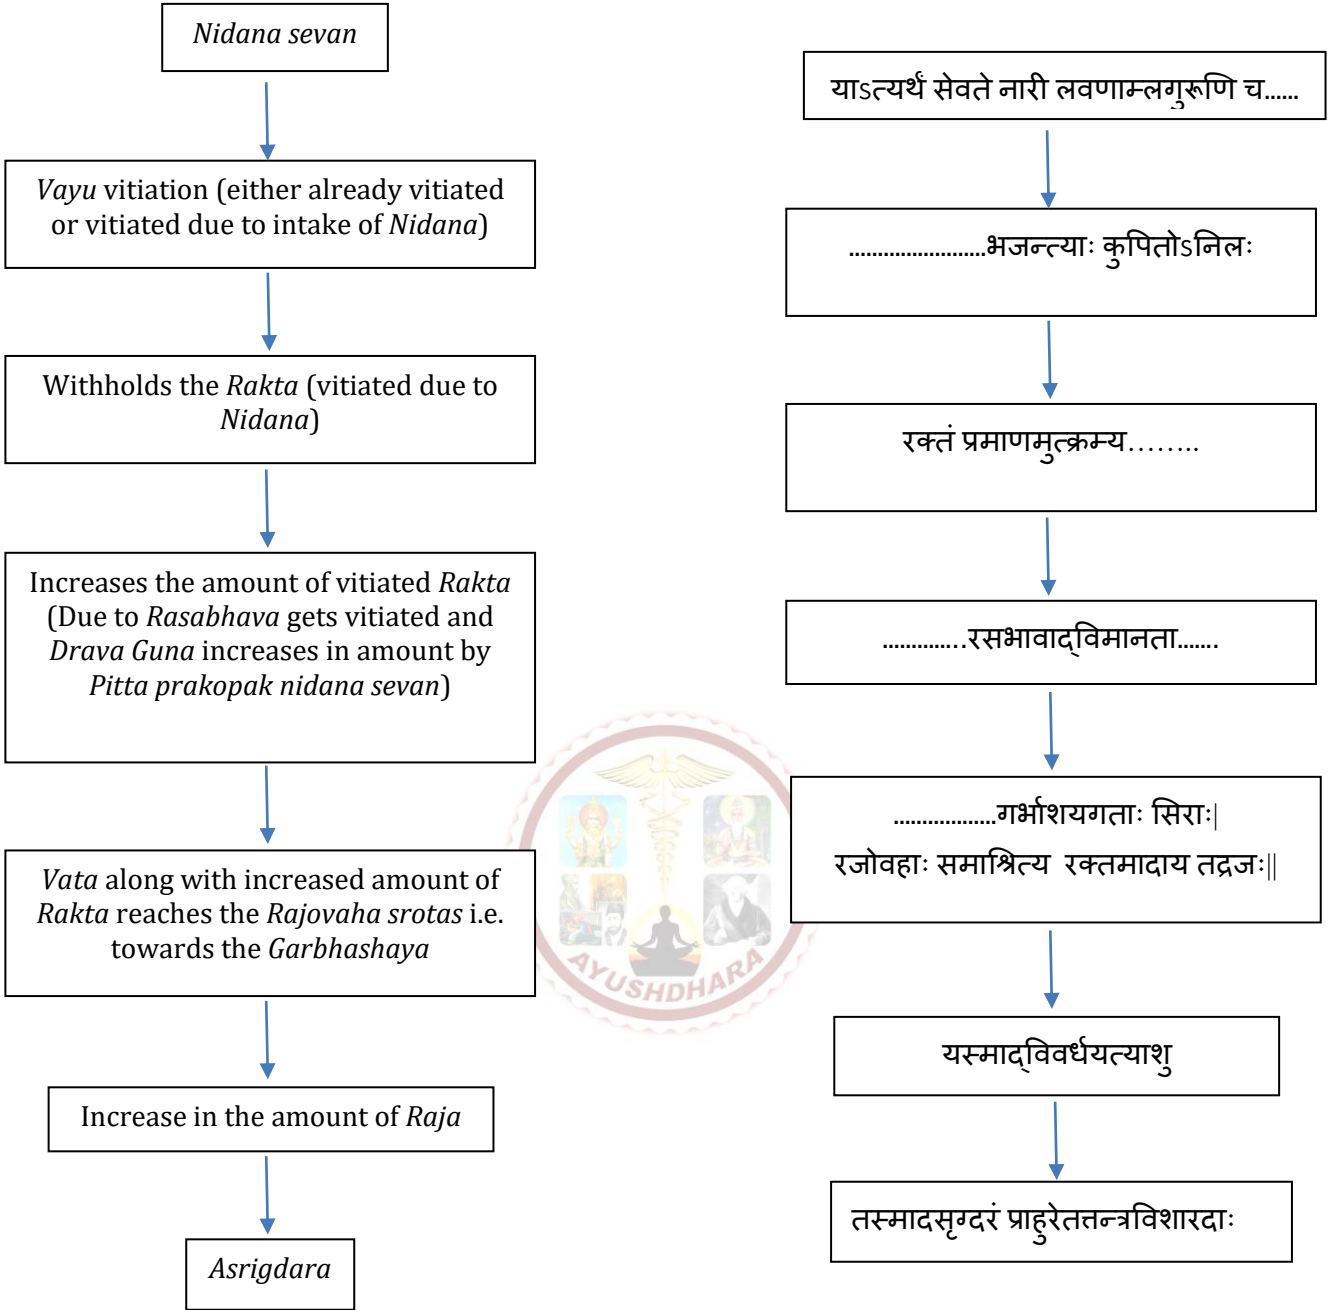 Nidana sevan
Vayu vitiation (either already vitiated
or vitiated due to intake of Nidana)
Withholds the Rakta (vitiated due to
Nidana)
Increases the amount of vitiated Rakta
(Due to Rasabhava gets vitiated and
Drava Guna increases in amount by
Pitta prakopak nidana sevan)
Vata along with increased amount of
Rakta reaches the Rajovaha srotas i.e.
towards the Garbhashaya
Increase in the amount of Raja
Asrigdara
याऽत्यर्थं सेवते नारी लवणाम्लगुरूणि च......
........................भजन्त्याः कुपितोऽनिलः
रक्तं प्रमाणमुत्क्रम्य........
..............रसभावाद्विमानता.......
..................गर्भाशयगताः सिराः|
रजोवहाः समाश्रित्य रक्तमादाय तद्रजः||
यस्माद्विवर्धयत्याशु
तस्मादसृग्दरं प्राहुरेतत्तन्त्रविशारदाः
AYUSHDHARA